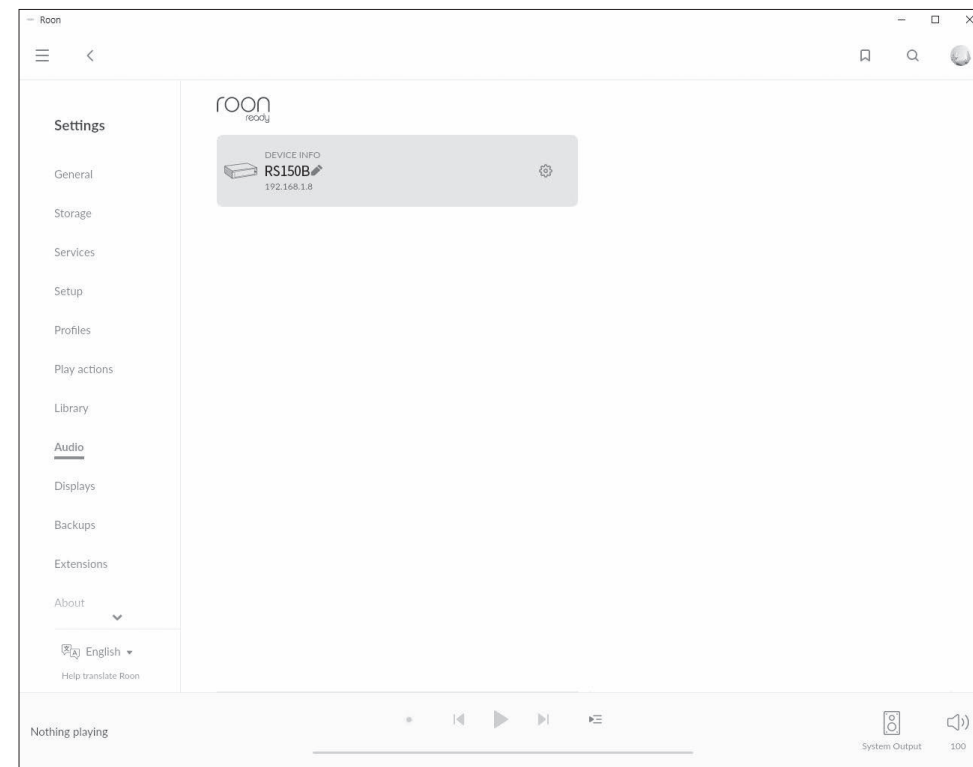 Roon
Settings
General
Storage
Services
Setup
Profiles
Play actions
Library
Audio
Displays
Backups
Extensions
About
English
Help translate Roon
roon
ready
DEVICE INFO
RS150B
192.168.1.8
Nothing playing
System Output
100